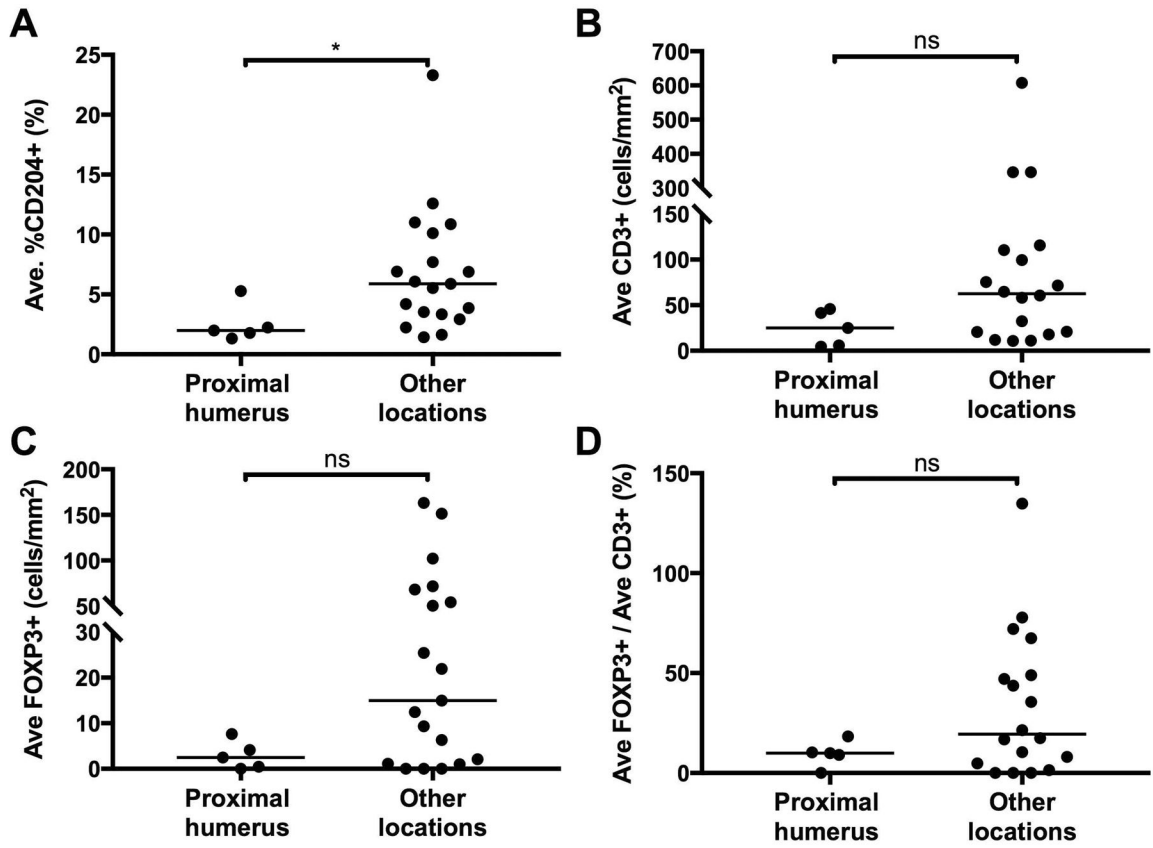 A
Ave. %CD204+ (%)
25
20
15
10
5
0
*
Proximal
humerus
Other
locations
B
Ave CD3+ (cells/mm²)
700
600
500
400
300
150
100
50
0
ns
Proximal
humerus
Other
locations
C
Ave FOXP3+ (cells/mm²)
200
150
100
50
30
20
10
0
ns
Proximal
humerus
Other
locations
D
Ave FOXP3+ / Ave CD3+ (%)
150
100
50
0
ns
Proximal
humerus
Other
locations